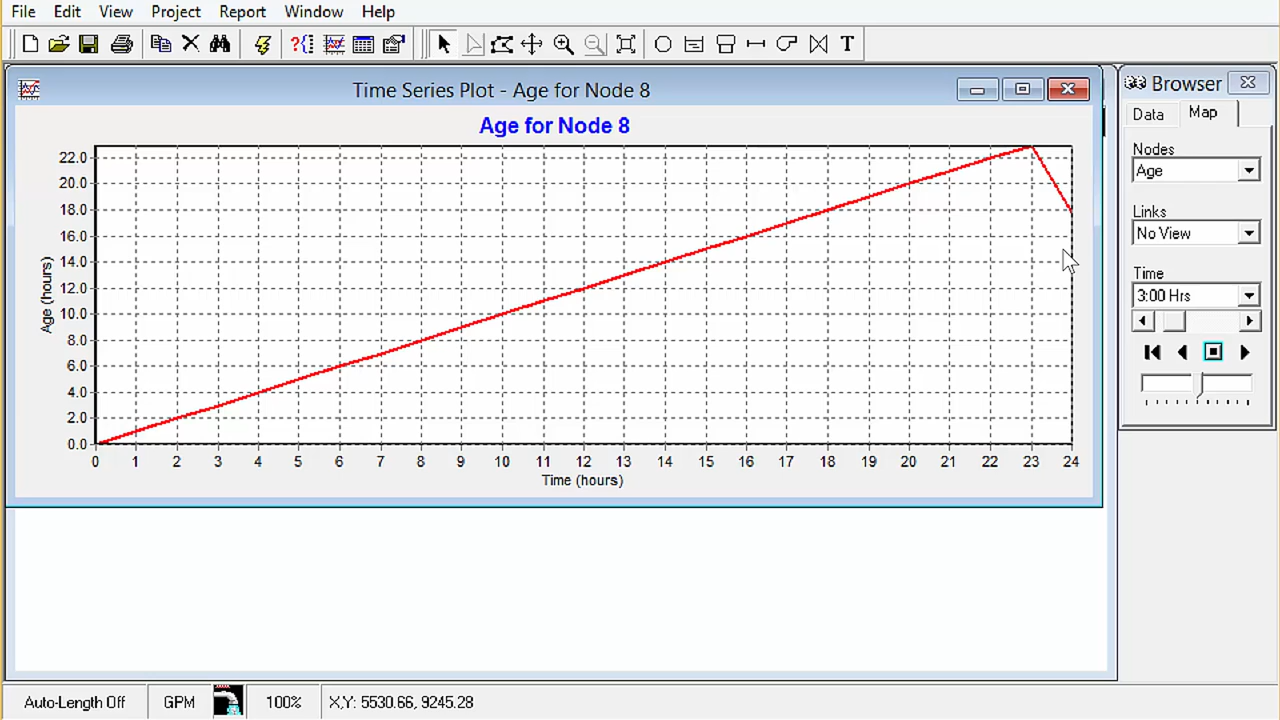 File Edit View Project Report Window Help
T
Time Series Plot - Age for Node 8
Age for Node 8
22.0
20.0
18.0
16.0
14.0
12.0
10.0
8.0
6.0
4.0
2.0
0.0
Age (hours)
0 1 2 3 4 5 6 7 8 9 10 11 12 13 14 15 16 17 18 19 20 21 22 23 24
Time (hours)
Browser
Data Map
Nodes
Age
Links
No View
Time
3:00 Hrs
Auto-Length Off GPM 100% X,Y: 5530.66, 9245.28